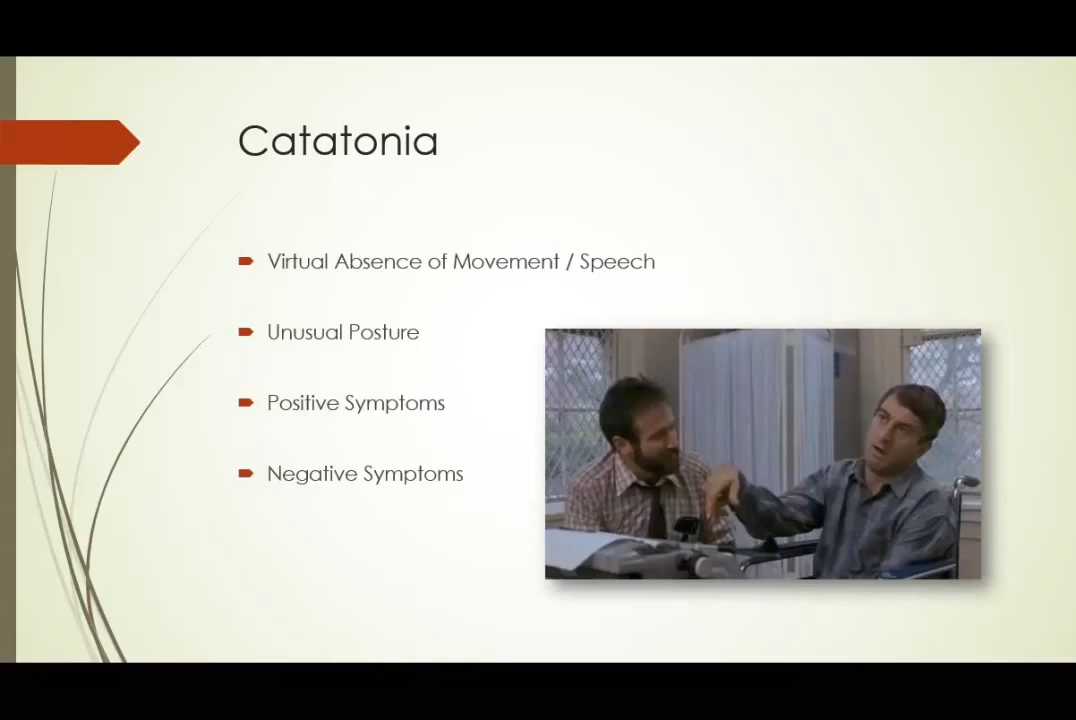 Catatonia
Virtual Absence of Movement / Speech
Unusual Posture
Positive Symptoms
Negative Symptoms